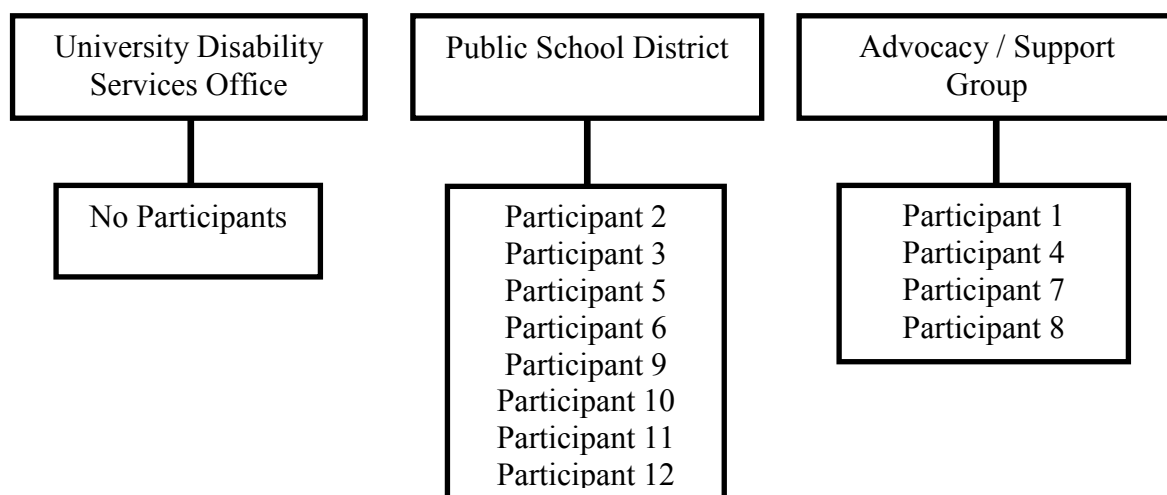 University Disability
Services Office
No Participants
Public School District
Participant 2
Participant 3
Participant 5
Participant 6
Participant 9
Participant 10
Participant 11
Participant 12
Advocacy / Support
Group
Participant 1
Participant 4
Participant 7
Participant 8